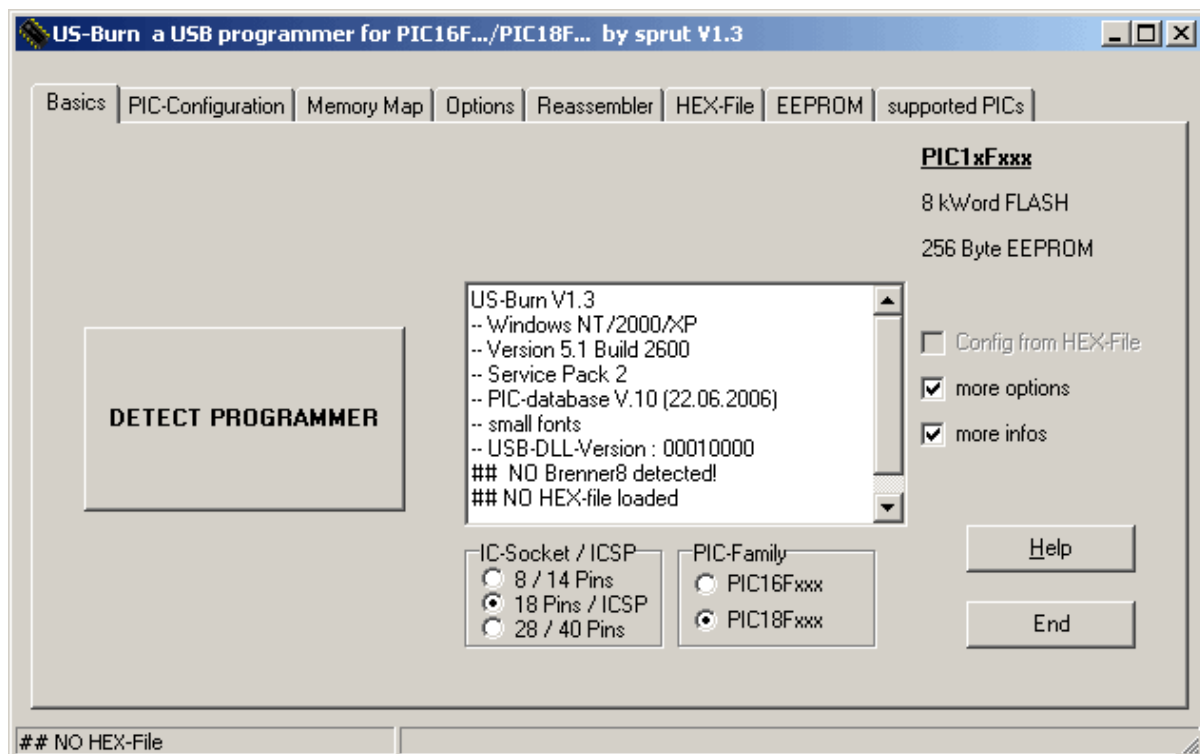 US-Burn a USB programmer for PIC16F.../PIC18F... by sprut V1.3
Basics PIC-Configuration Memory Map Options Reassembler HEX-File EEPROM supported PICs
PIC1xFxxx
8 kWord FLASH
256 Byte EEPROM
DETECT PROGRAMMER
US-Burn V1.3
-- Windows NT/2000/XP
-- Version 5.1 Build 2600
-- Service Pack 2
-- PIC-database V.10 (22.06.2006)
-- small fonts
-- USB-DLL-Version : 00010000
## NO Brenner8 detected!
## NO HEX-file loaded
Config from HEX-File
more options
more infos
IC-Socket / ICSP
8 / 14 Pins
18 Pins / ICSP
28 / 40 Pins
PIC-Family
PIC16Fxxx
PIC18Fxxx
Help
End
## NO HEX-File